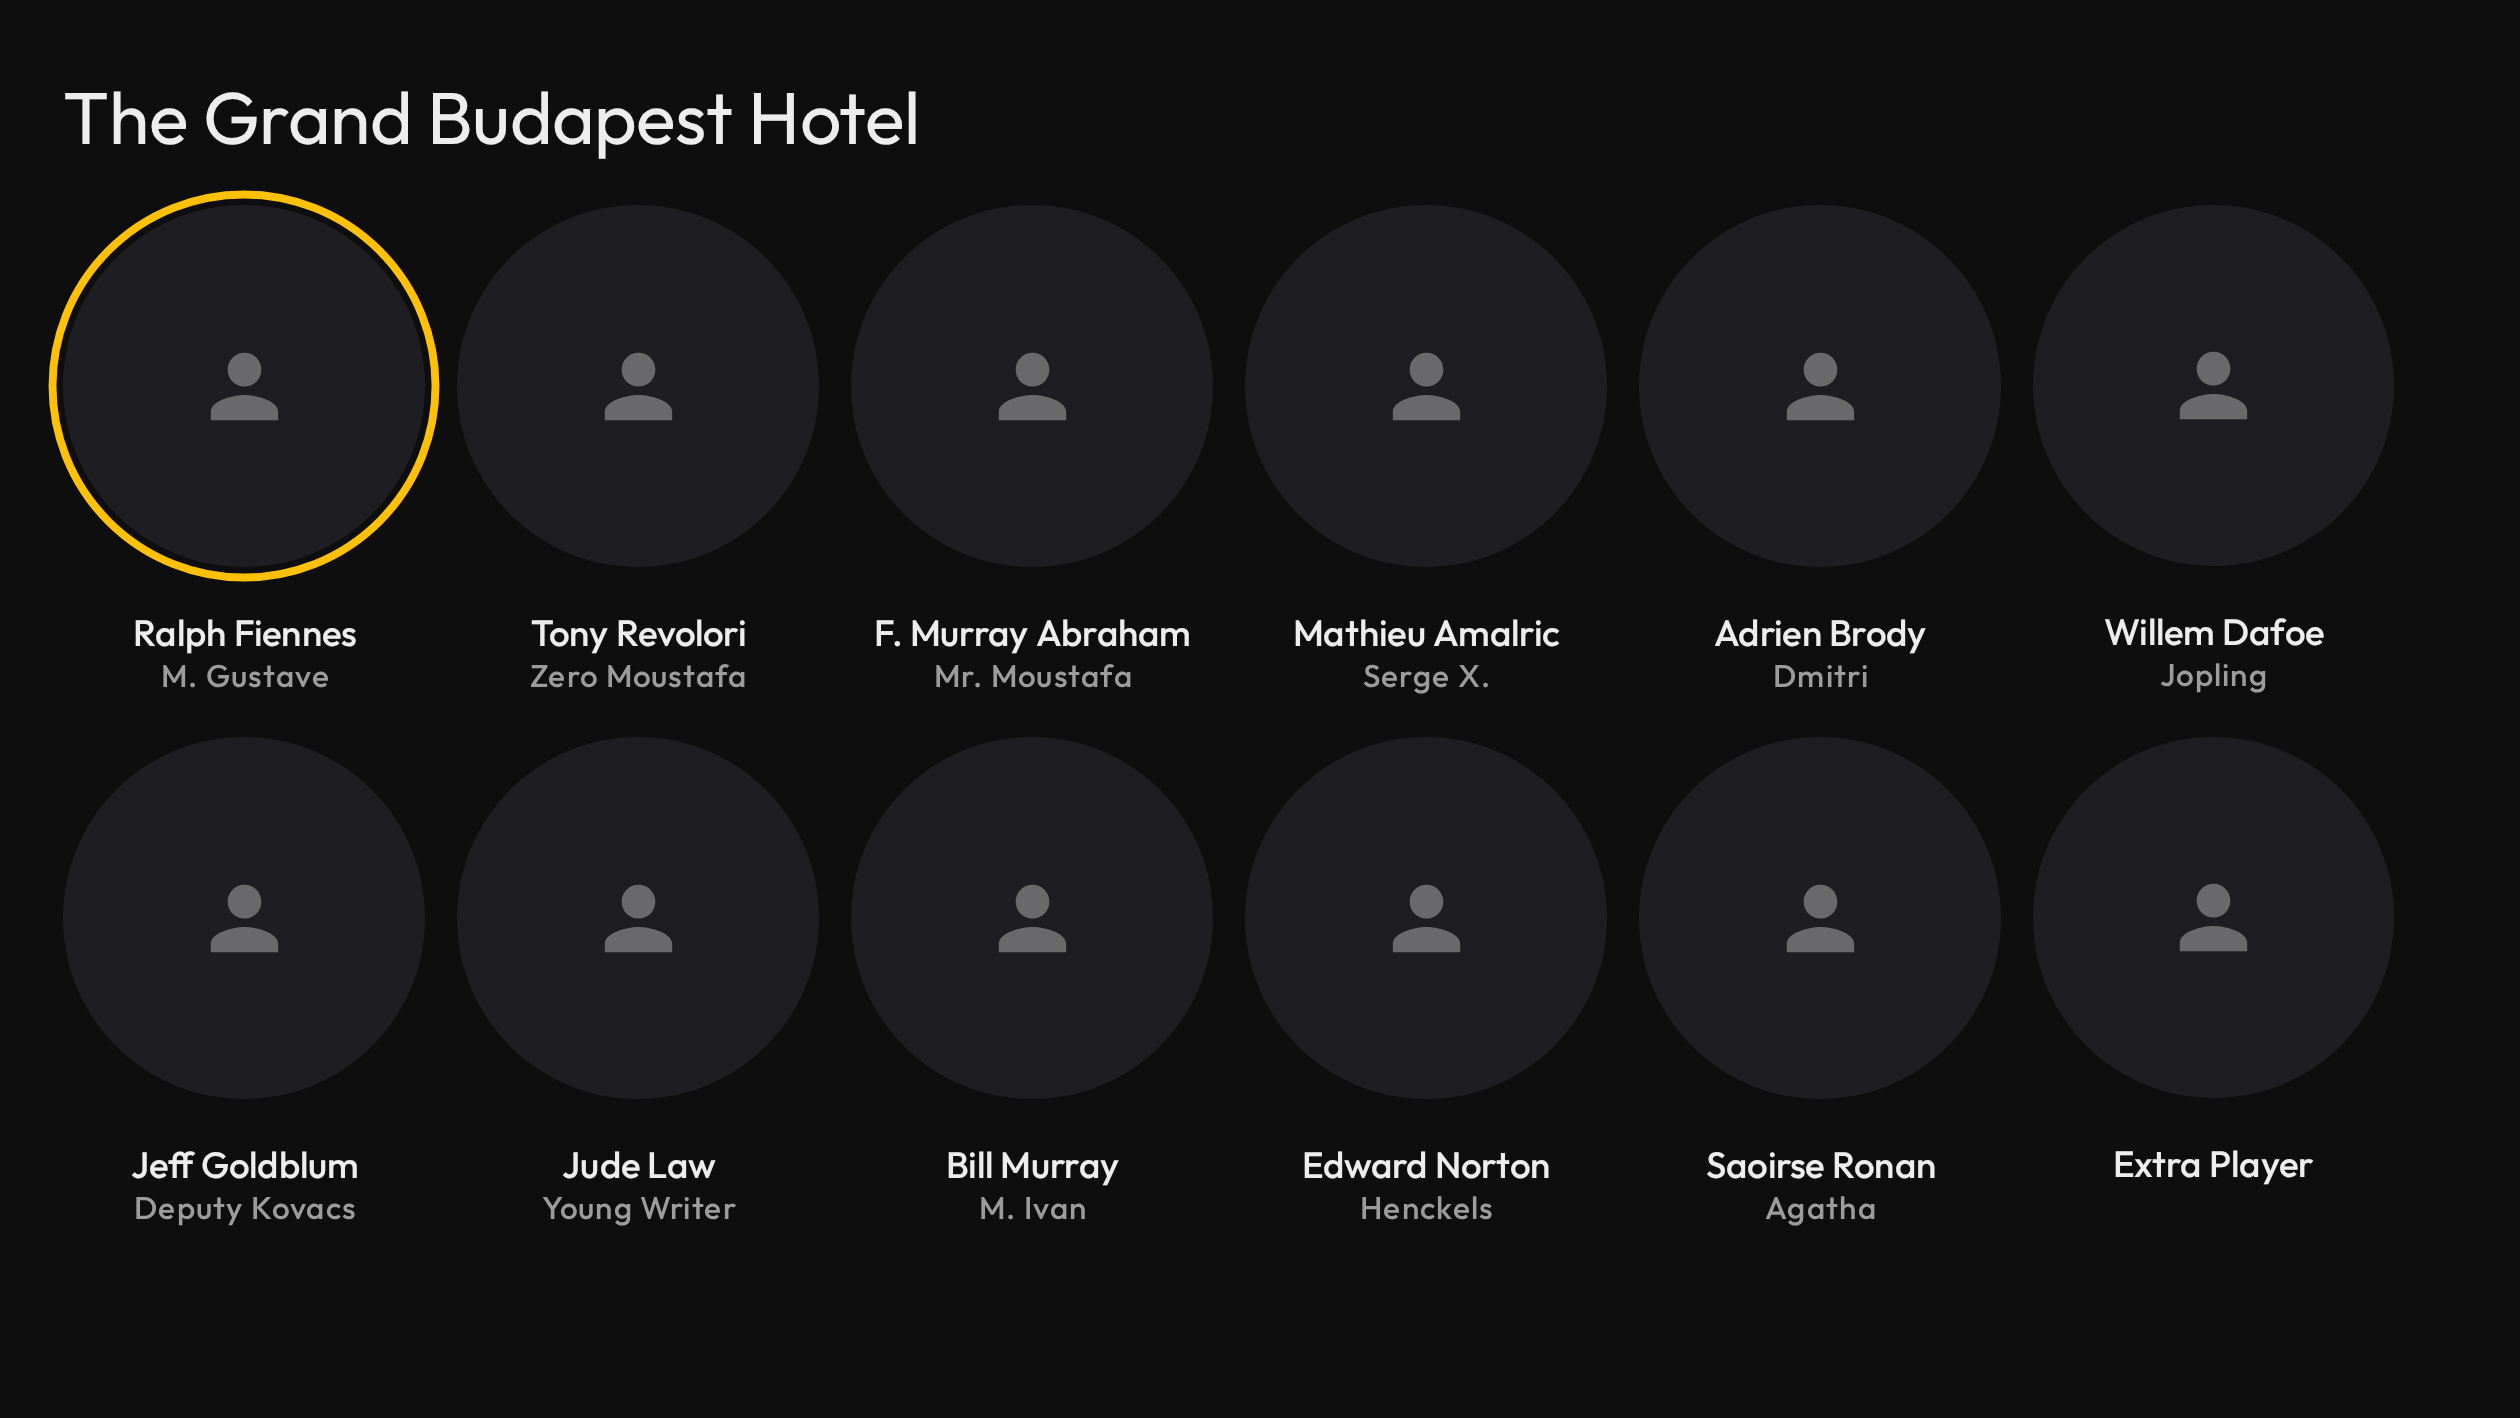 The Grand Budapest Hotel
Ralph Fiennes
M. Gustave
Tony Revolori
Zero Moustafa
F. Murray Abraham
Mr. Moustafa
Mathieu Amalric
Serge X.
Adrien Brody
Dmitri
Willem Dafoe
Jopling
Jeff Goldblum
Deputy Kovacs
Jude Law
Young Writer
Bill Murray
M. Ivan
Edward Norton
Henckels
Saoirse Ronan
Agatha
Extra Player